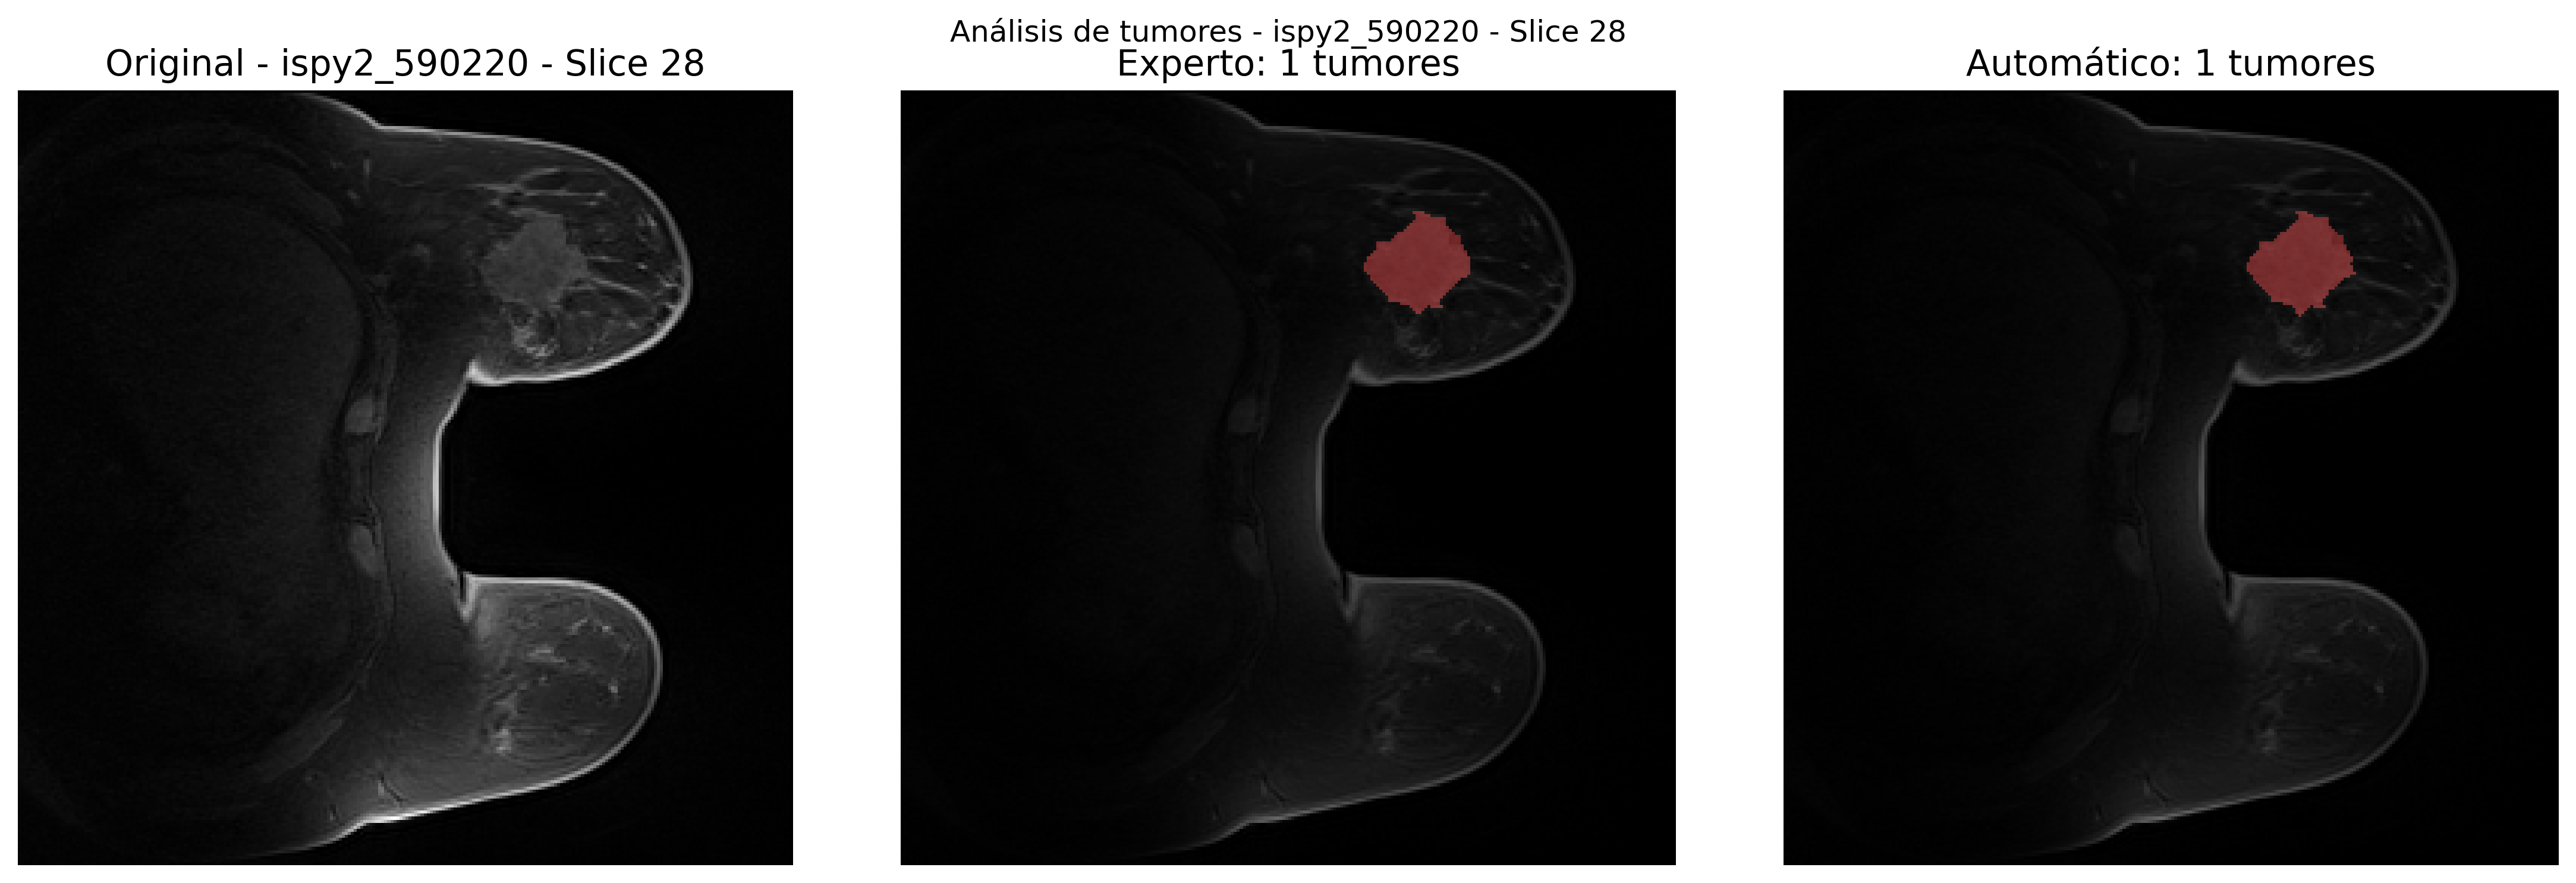 Análisis de tumores - ispy2_590220 - Slice 28
Original - ispy2_590220 - Slice 28
Experto: 1 tumores
Automático: 1 tumores